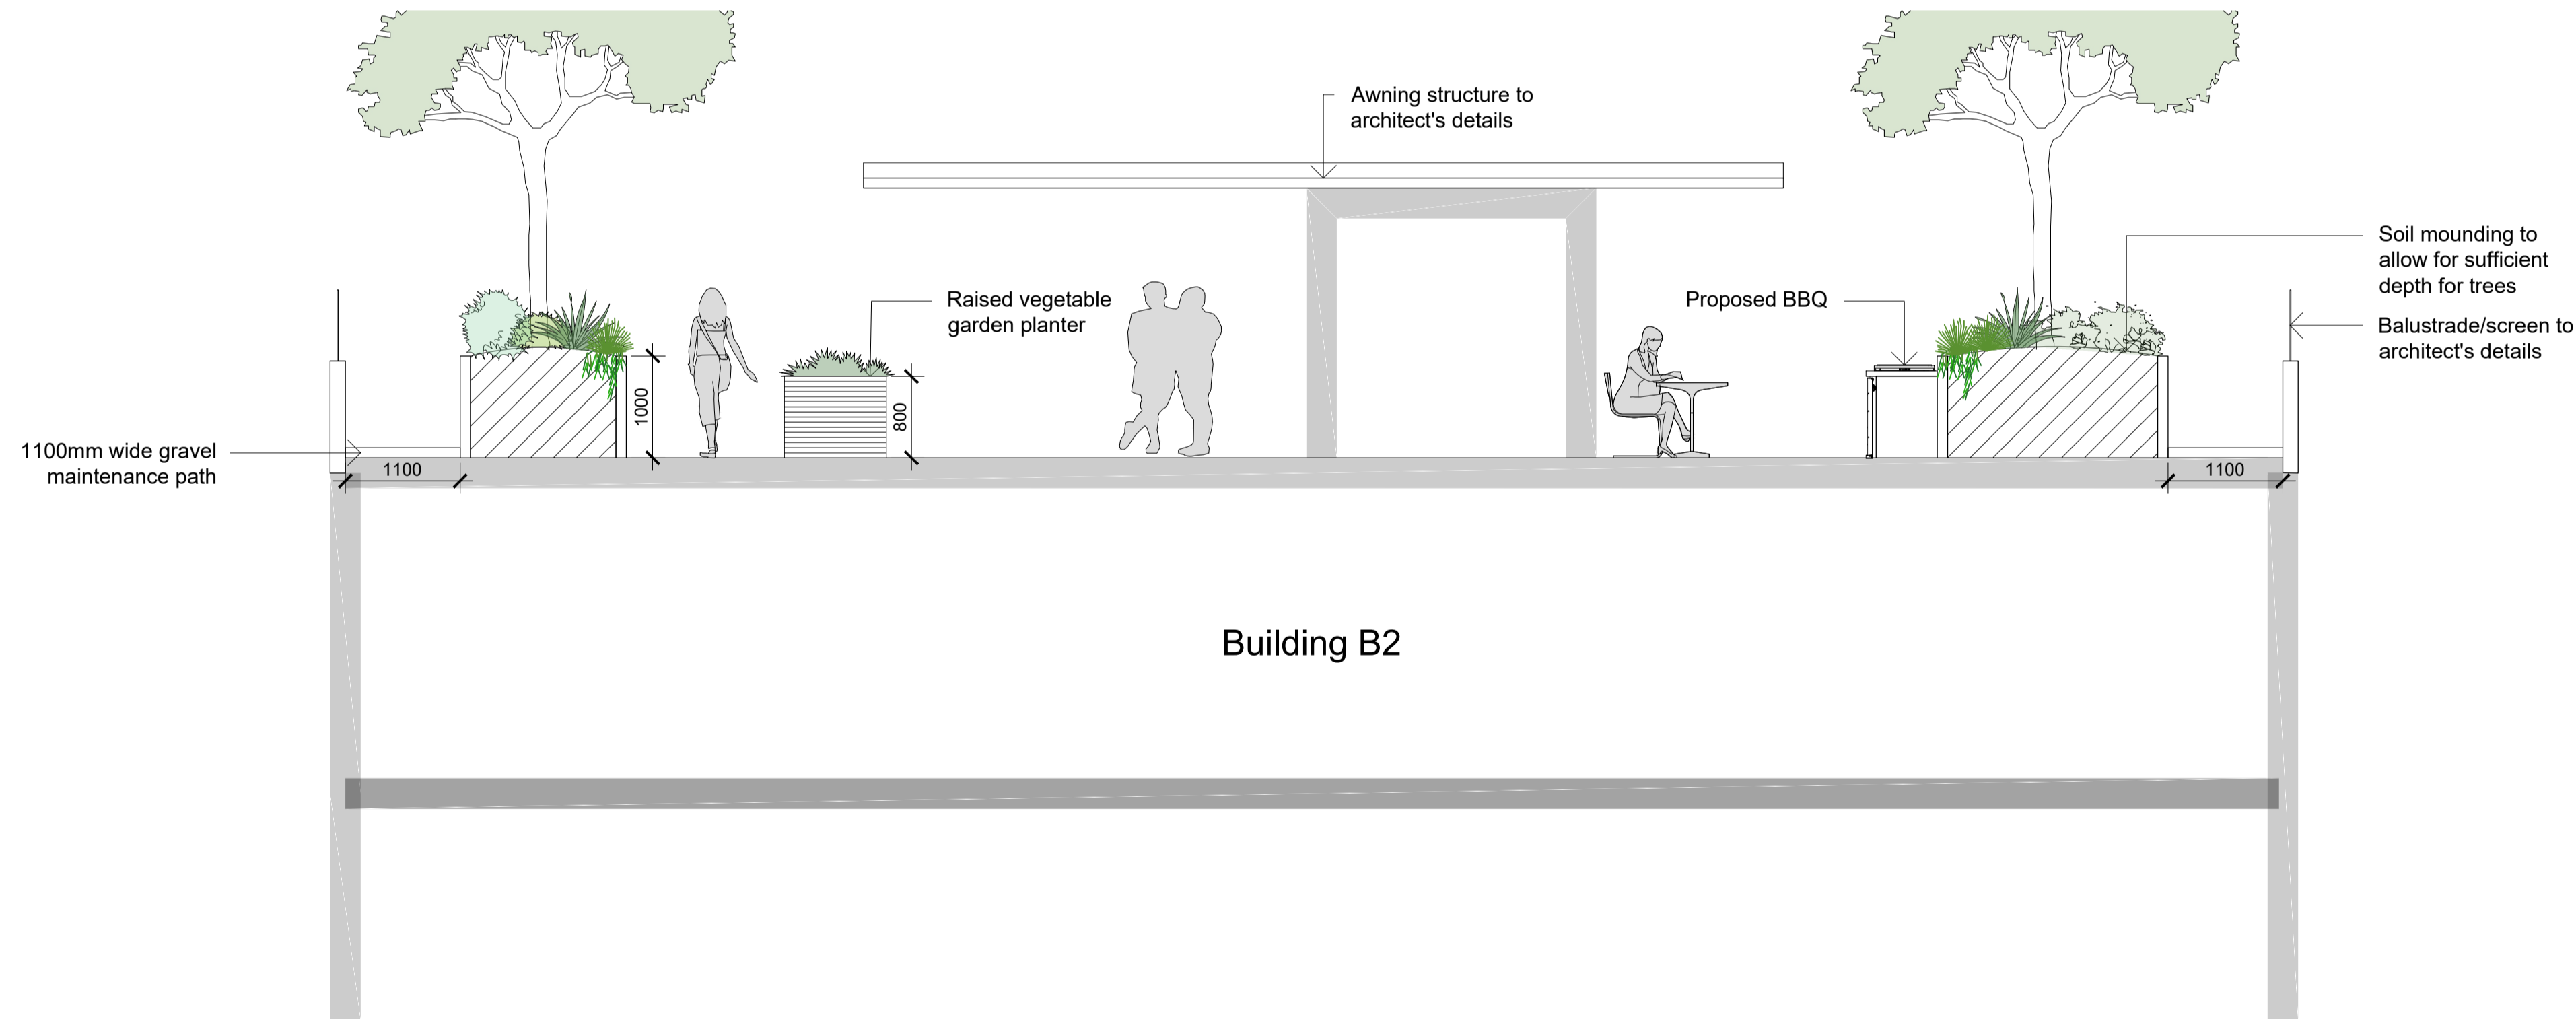 Awning structure to
architect's details
Soil mounding to
allow for sufficient
depth for trees
Raised vegetable
garden planter
Proposed BBQ
Balustrade/screen to
architect's details
1000
800
1100mm wide gravel
maintenance path
1100
1100
Building B2